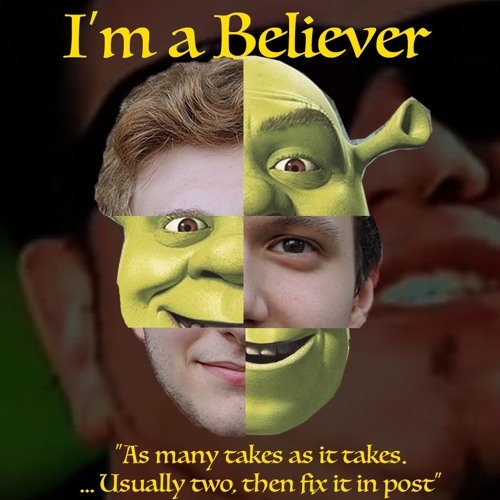 I'm a Believer
"As many takes as it takes.
... Usually two, then fix it in post"